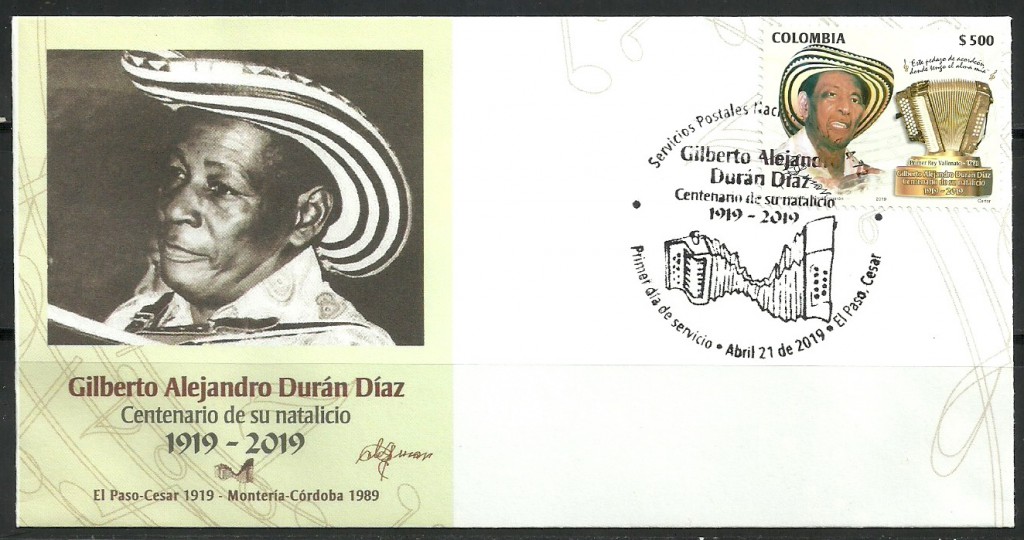 Gilberto Alejandro Durán Díaz
Centenario de su natalicio
1919 - 2019
El Paso-Cesar 1919 - Montería-Córdoba 1989
Servicios Postales Nac
Gilberto Alejandro
Durán Díaz
Centenario de su natalicio
1919 - 2019
Primer día de servicio • Abril 21 de 2019 • El Paso, Cesar
COLOMBIA
$ 500
"Este pedazo de acordeón,
donde tengo el alma mía"
Primer Rey Vallenato -
Gilberto Alejandro Durán Díaz
Centenario de su natalicio
1919 - 2019
2019